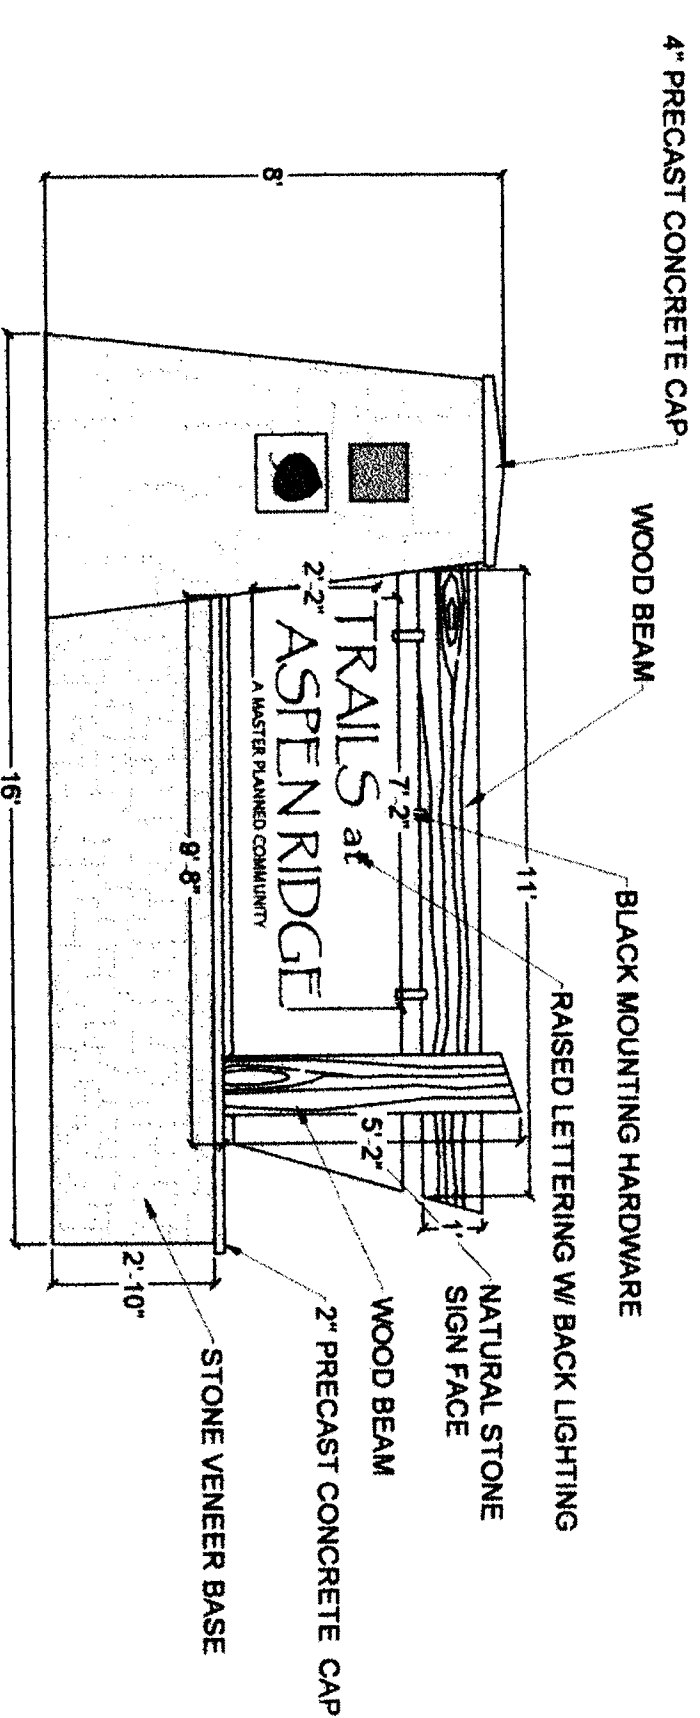 4" PRECAST CONCRETE CAP
WOOD BEAM
BLACK MOUNTING HARDWARE
RAISED LETTERING W/ BACK LIGHTING
NATURAL STONE
SIGN FACE
WOOD BEAM
2" PRECAST CONCRETE CAP
STONE VENEER BASE
8'
11'
7'-2"
2'-2"
TRAILS at
ASPEN RIDGE
A MASTER PLANNED COMMUNITY
5'-2"
1'
9'-8"
2'-10"
16'